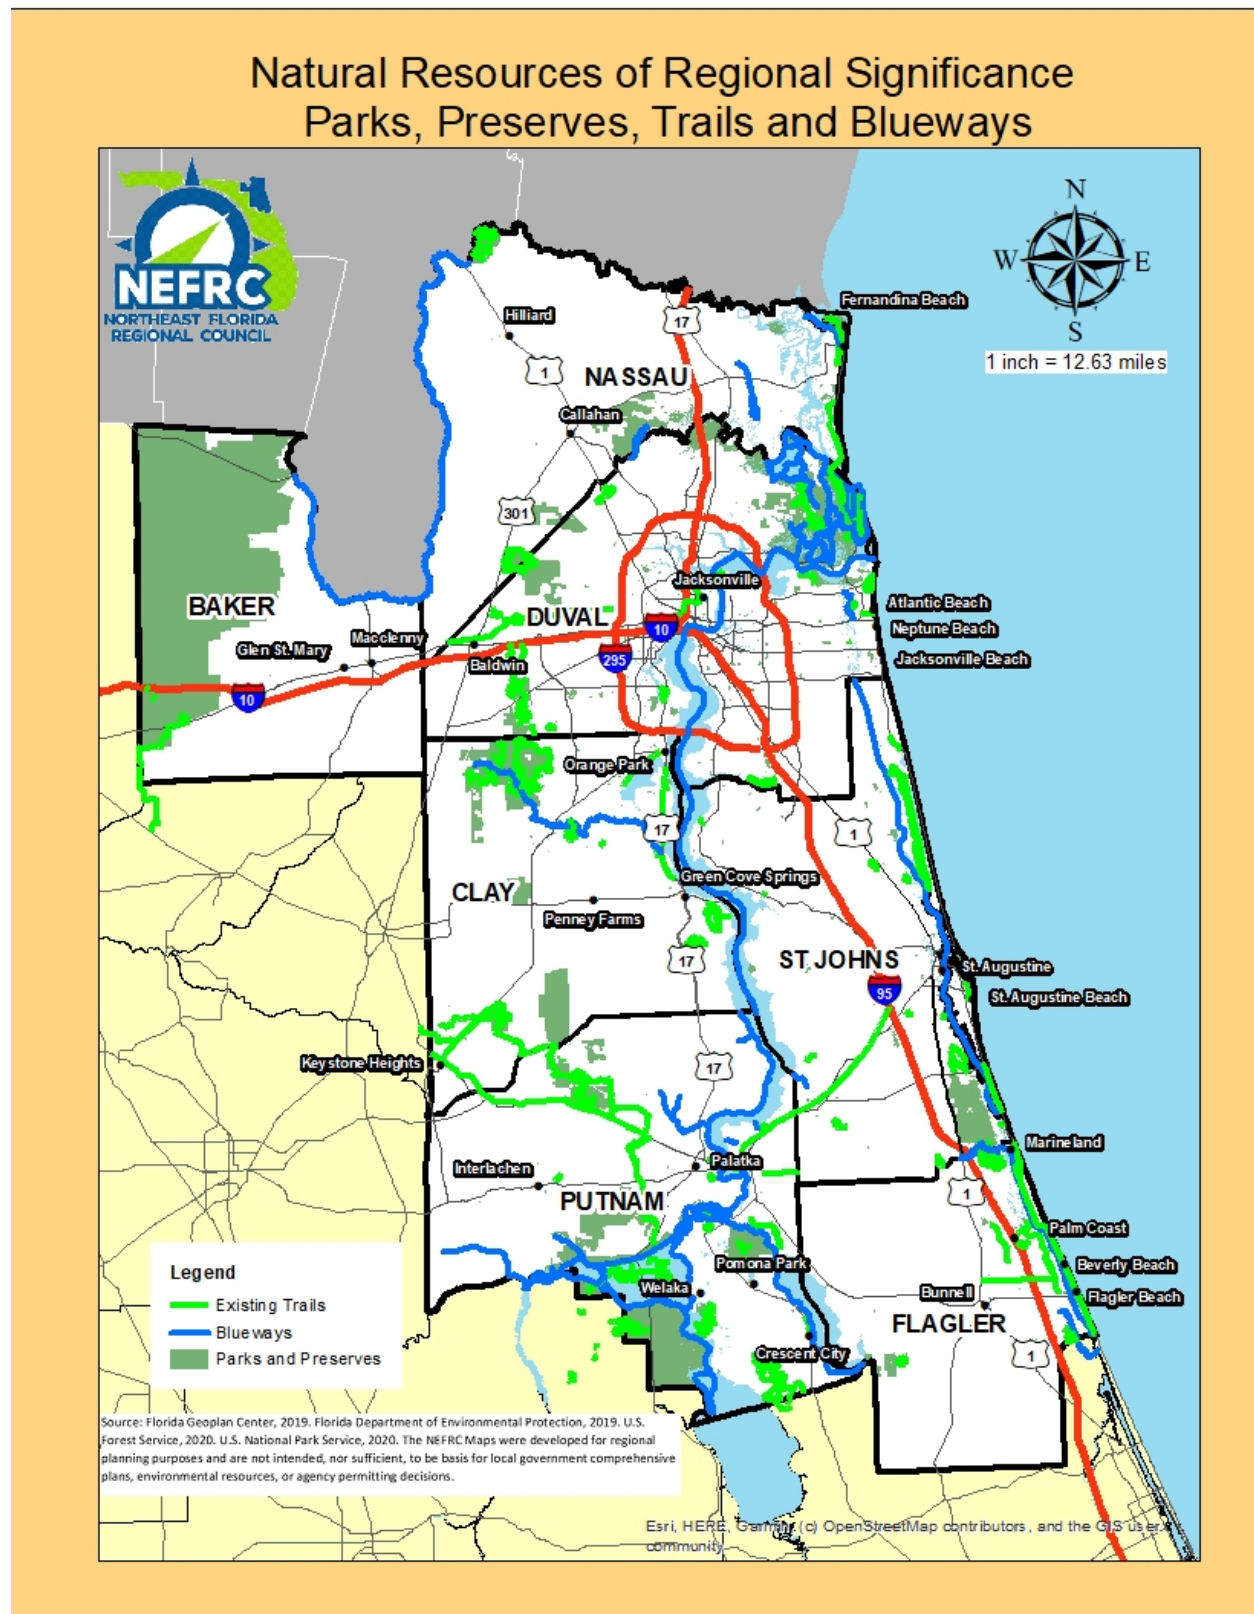 Natural Resources of Regional Significance
Parks, Preserves, Trails and Blueways
NEFRC
NORTHEAST FLORIDA
REGIONAL COUNCIL
N
W
E
S
1 inch = 12.63 miles
Fernandina Beach
Hilliard
17
1
NASSAU
Callahan
301
Jacksonville
BAKER
DUVAL
10
Atlantic Beach
Neptune Beach
Macclenny
Glen St. Mary
Baldwin
295
Jacksonville Beach
10
Orange Park
17
1
CLAY
Green Cove Springs
Penney Farms
17
ST JOHNS
St. Augustine
95
St. Augustine Beach
Keystone Heights
17
Marineland
Interlachen
Palatka
PUTNAM
1
Palm Coast
Pomona Park
Beverly Beach
Welaka
Bunnell
Flagler Beach
FLAGLER
Crescent City
1
Legend
Existing Trails
Blueways
Parks and Preserves
Source: Florida Geoplan Center, 2019. Florida Department of Environmental Protection, 2019. U.S.
Forest Service, 2020. U.S. National Park Service, 2020. The NEFRC Maps were developed for regional
planning purposes and are not intended, nor sufficient, to be basis for local government comprehensive
plans, environmental resources, or agency permitting decisions.
Esri, HERE, Garmin, (c) OpenStreetMap contributors, and the GIS user
community